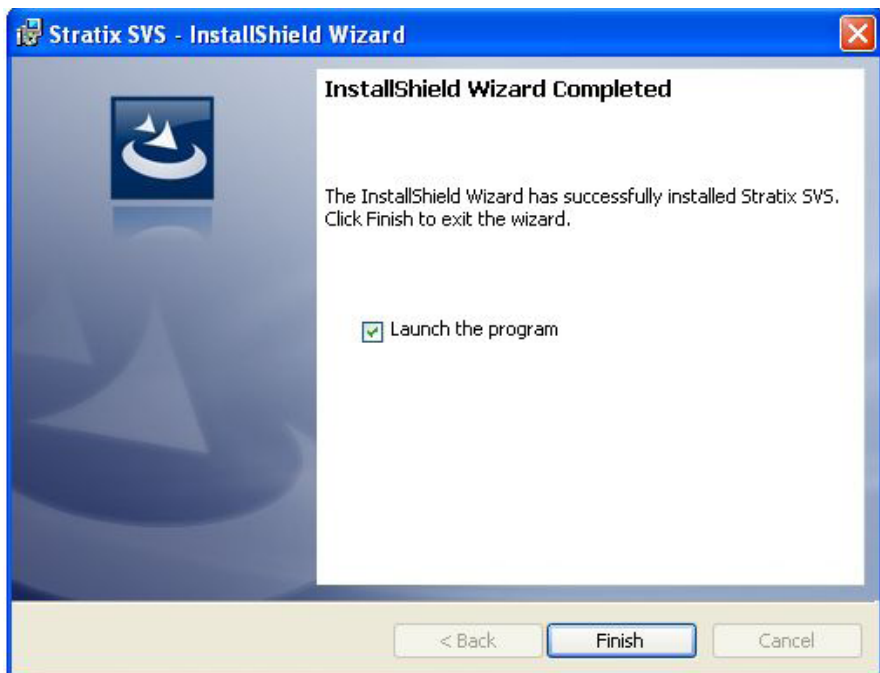 Stratix SVS - InstallShield Wizard
InstallShield Wizard Completed
The InstallShield Wizard has successfully installed Stratix SVS.
Click Finish to exit the wizard.
Launch the program
< Back
Finish
Cancel